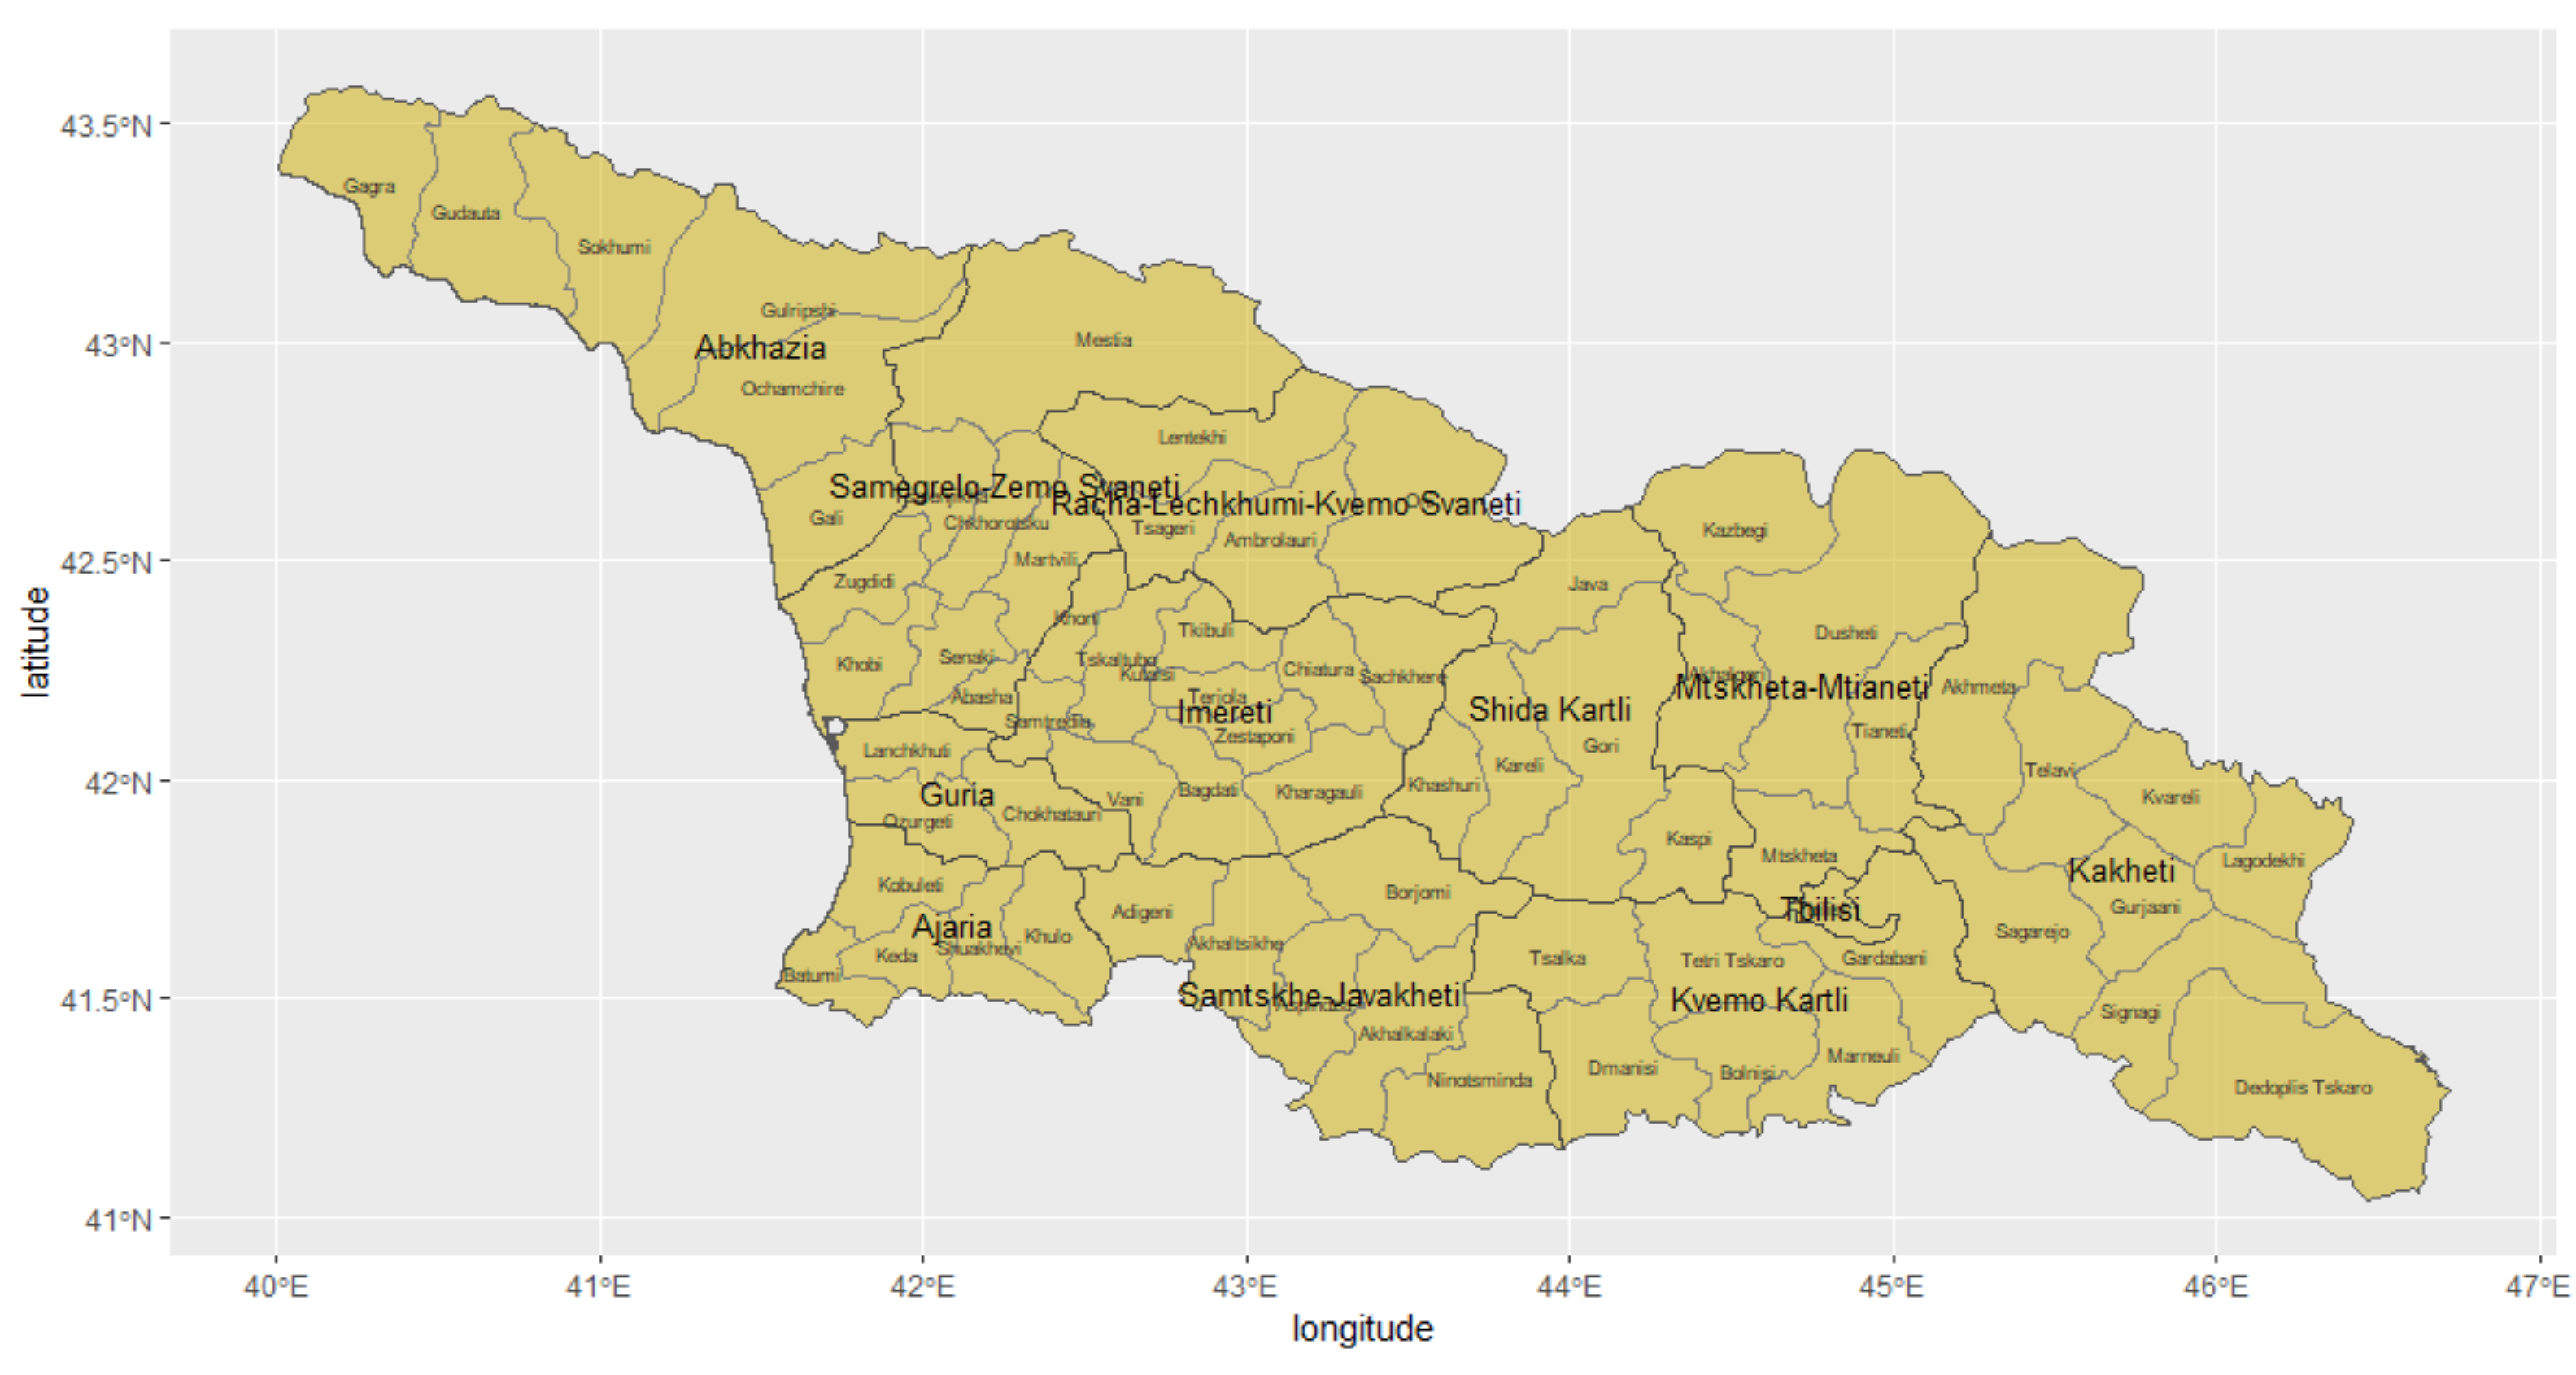 43.5°N
43°N
42.5°N
42°N
41.5°N
41°N
latitude
Gagra
Gudauta
Sokhumi
Gulripshi
Mestia
Abkhazia
Ochamchire
Lentekhi
Samegrelo-Zemo Svaneti
Racha-Lechkhumi-Kvemo Svaneti
Gali
Chkhorotsku
Tsageri
Ambrolauri
Kazbegi
Martvili
Zugdidi
Java
Khoni
Tkibuli
Dusheti
Khobi
Senaki
Tskaltubo
Kutaisi
Chiatura
Sachkhere
Akhalgori
Mtskheta-Mtianeti
Akhmeta
Abasha
Terjola
Imereti
Shida Kartli
Samtredia
Zestaponi
Gori
Tianeti
Lanchkhuti
Kareli
Telavi
Guria
Vani
Bagdati
Kharagauli
Khashuri
Kvareli
Ozurgeti
Chokhatauri
Kaspi
Mtskheta
Kakheti
Lagodekhi
Kobuleti
Borjomi
Adigeni
Tbilisi
Gurjaani
Ajaria
Khulo
Akhaltsikhe
Sagarejo
Keda
Shuakhevi
Tsalka
Tetri Tskaro
Gardabani
Batumi
Samtskhe-Javakheti
Kvemo Kartli
Signagi
Akhalkalaki
Marneuli
Dmanisi
Bolnisi
Ninotsminda
Dedoplis Tskaro
40°E 41°E 42°E 43°E 44°E 45°E 46°E 47°E
longitude